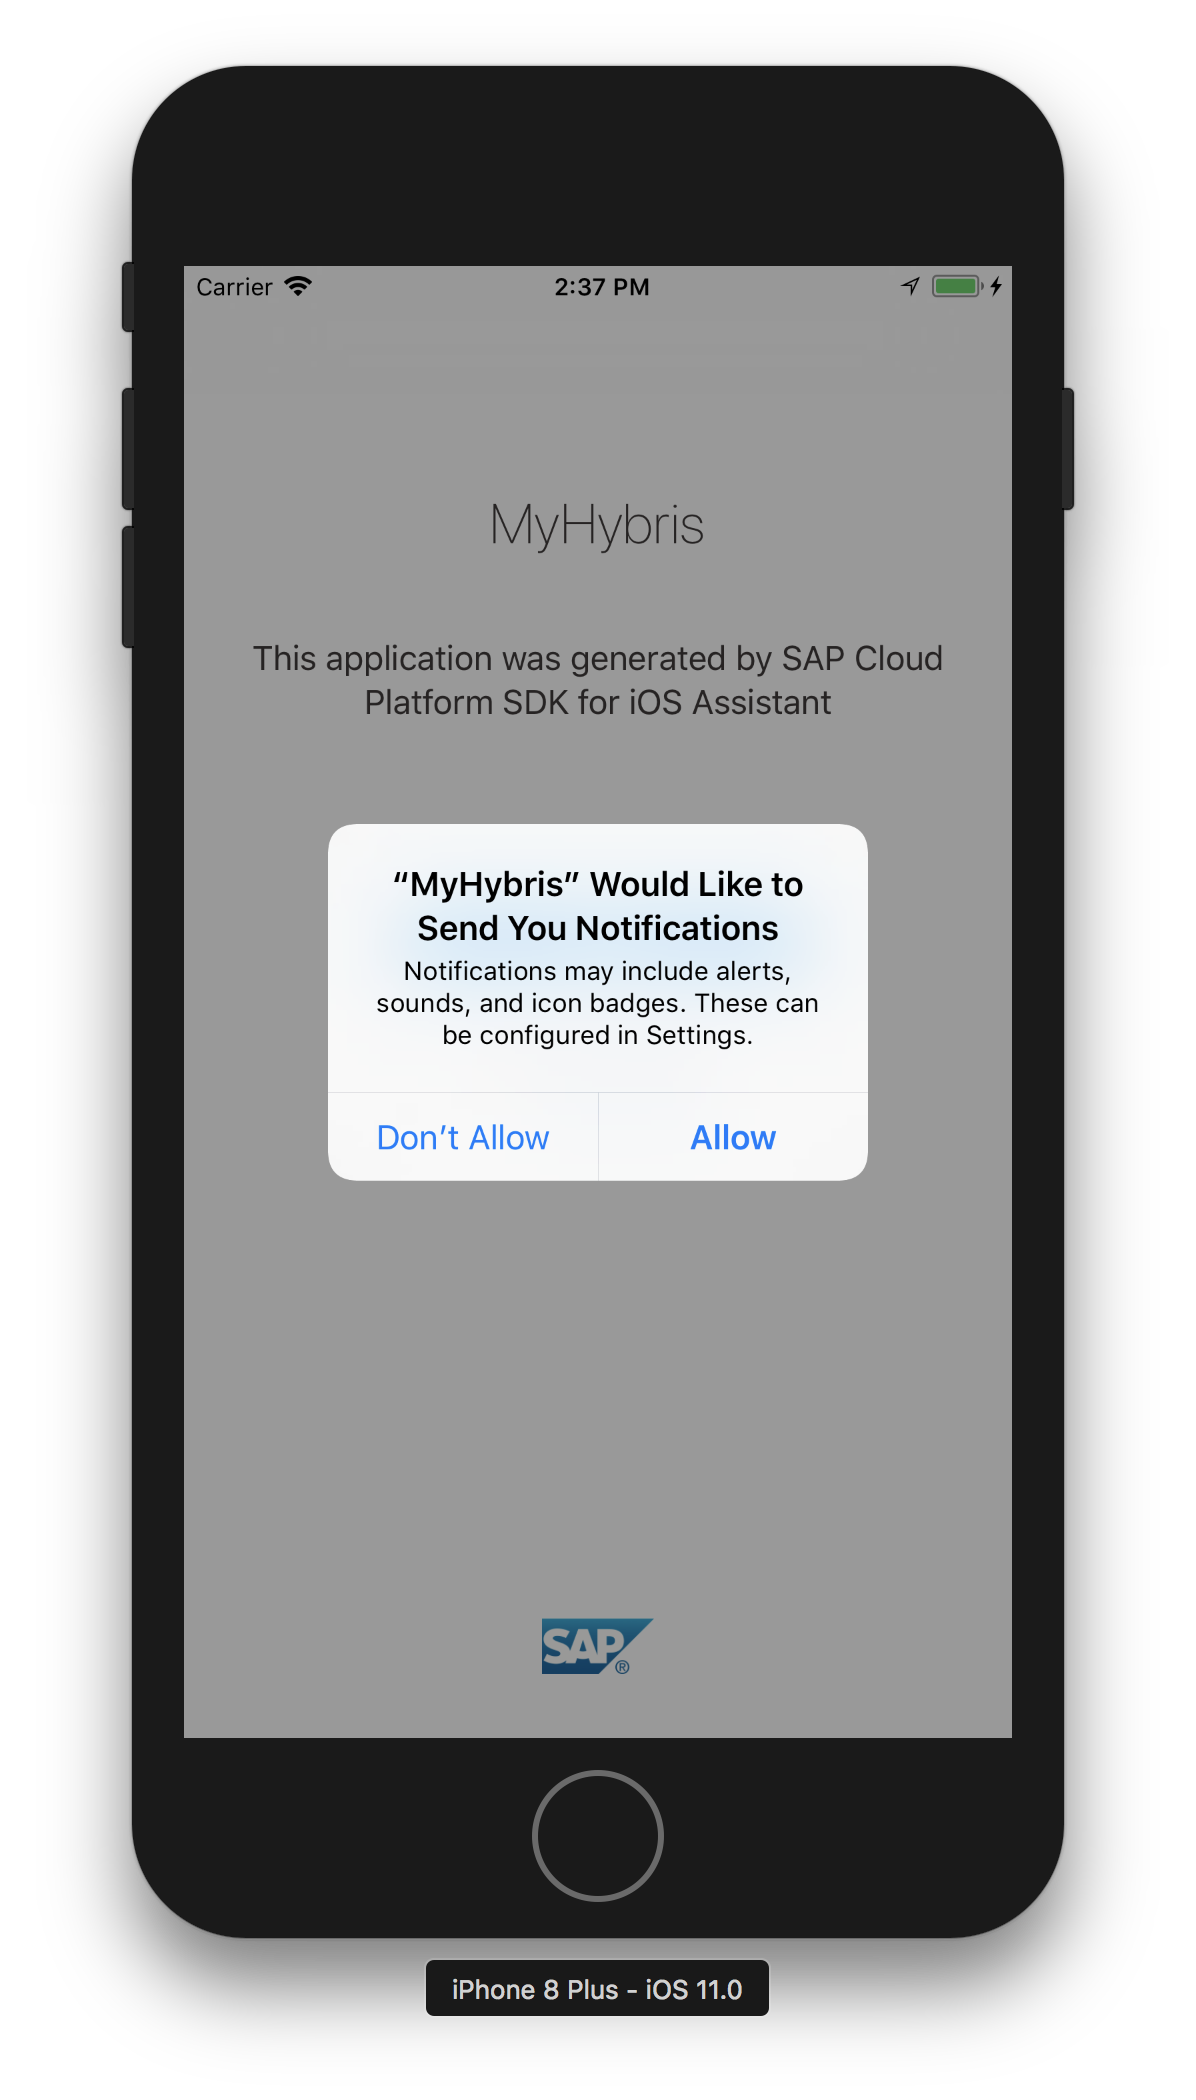 Carrier 2:37 PM
MyHybris
This application was generated by SAP Cloud
Platform SDK for iOS Assistant
“MyHybris” Would Like to
Send You Notifications
Notifications may include alerts,
sounds, and icon badges. These can
be configured in Settings.
Don’t Allow Allow
SAP®
iPhone 8 Plus - iOS 11.0